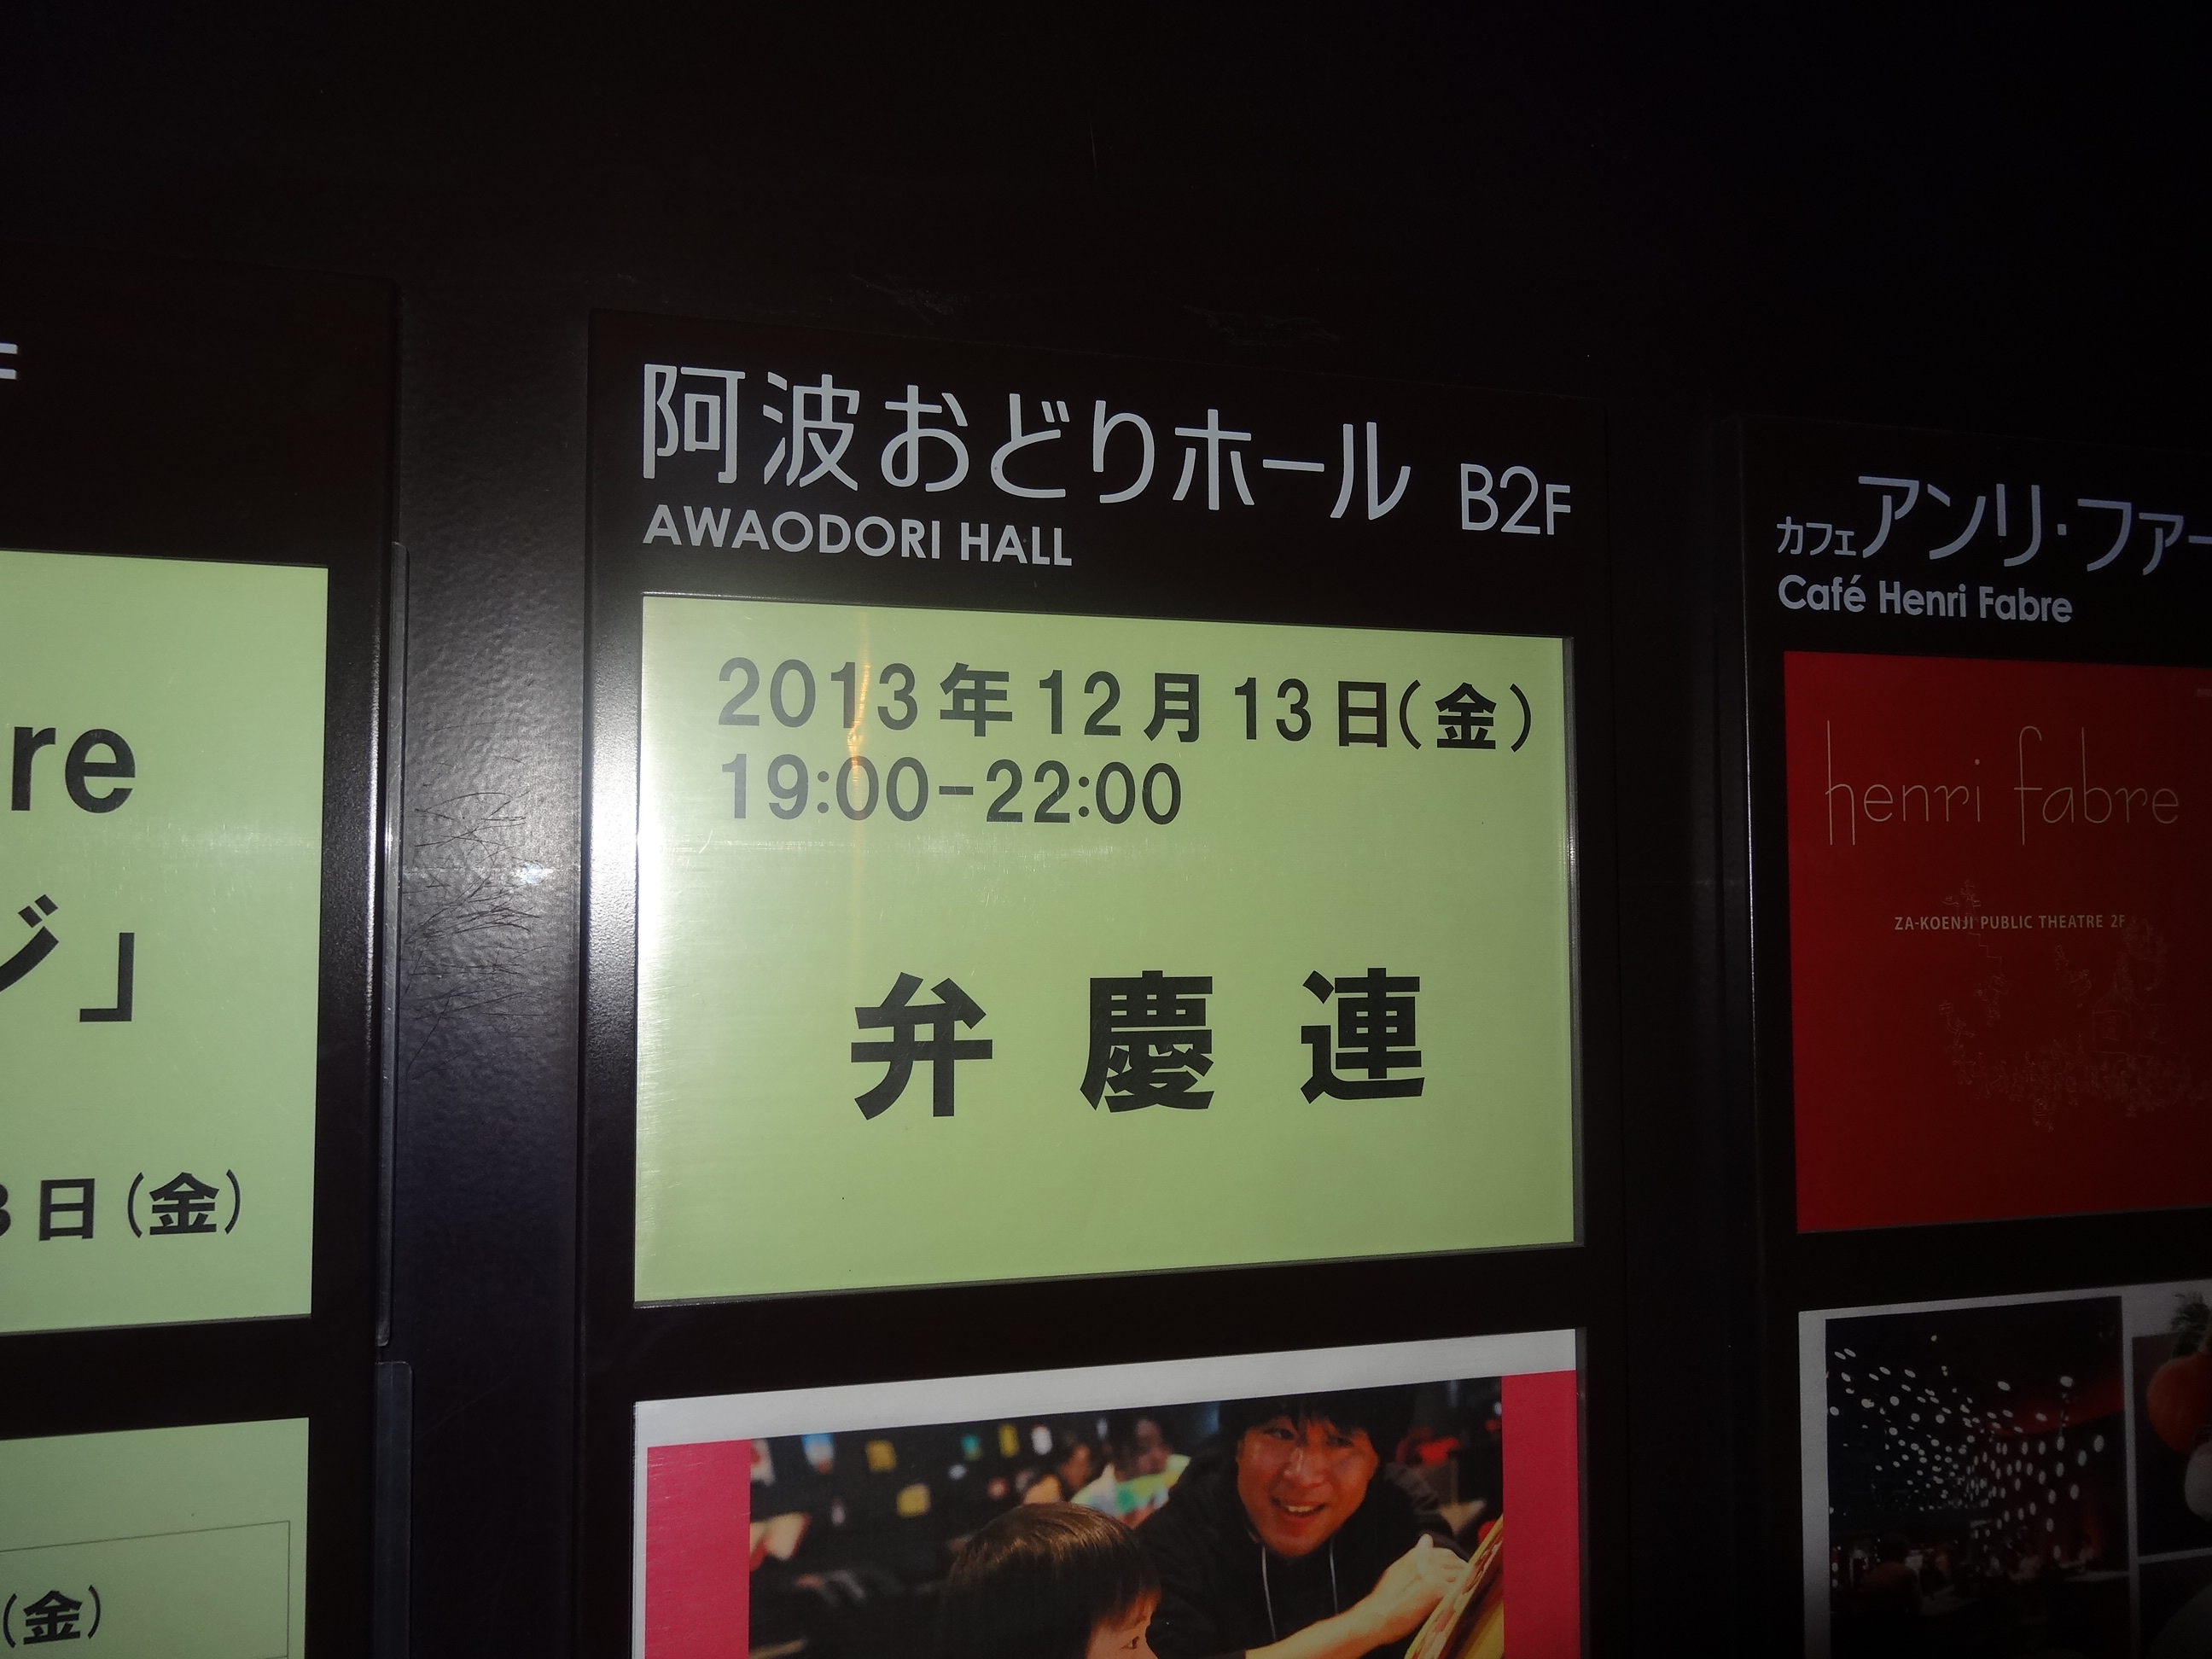 re
ジ」
3日（金）
（金）
阿波おどりホール B2F
AWAODORI HALL
2013年12月13日（金）
19:00-22:00
弁慶連
カフェアンリ・ファー
Café Henri Fabre
henri fabre
ZA-KOENJI PUBLIC THEATRE 2F